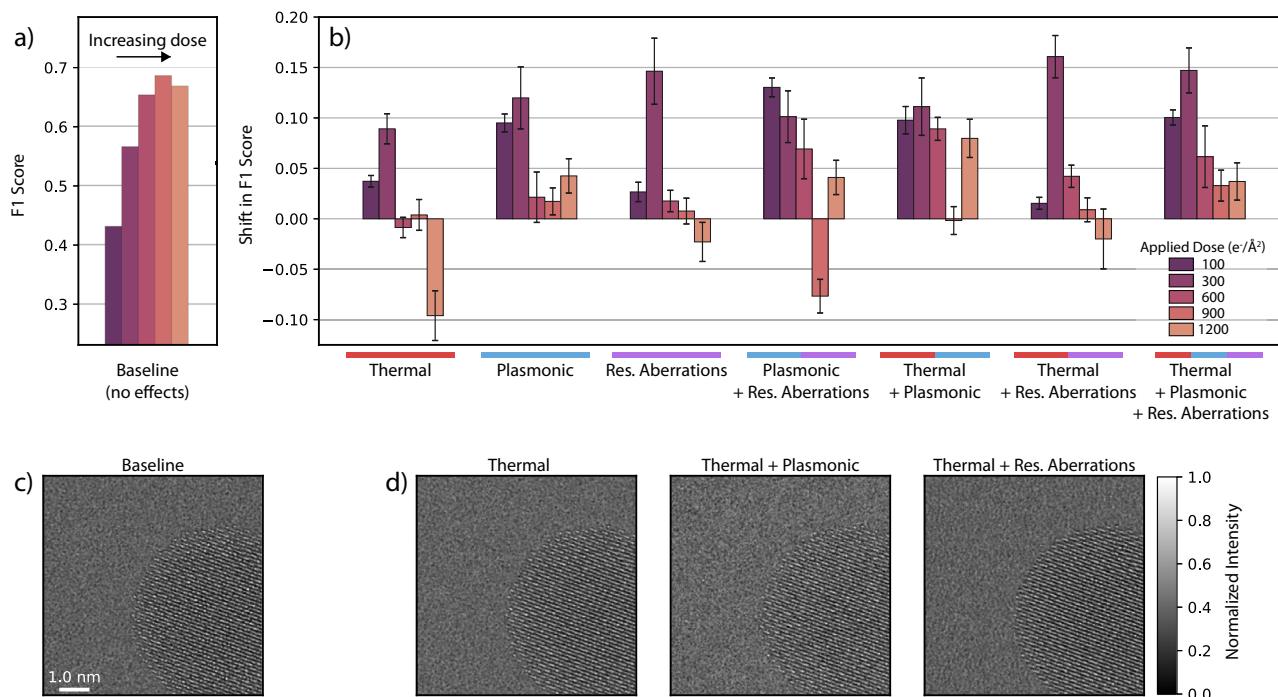 a)
Increasing dose
F1 Score
0.7
0.6
0.5
0.4
0.3
Baseline
(no effects)
b)
Shift in F1 Score
0.20
0.15
0.10
0.05
0.00
−0.05
−0.10
Applied Dose (e⁻/Å²)
100
300
600
900
1200
Thermal
Plasmonic
Res. Aberrations
Plasmonic
+ Res. Aberrations
Thermal
+ Plasmonic
Thermal
+ Res. Aberrations
Thermal
+ Plasmonic
+ Res. Aberrations
c)
Baseline
1.0 nm
d)
Thermal
Thermal + Plasmonic
Thermal + Res. Aberrations
1.0
0.8
0.6
0.4
0.2
0.0
Normalized Intensity